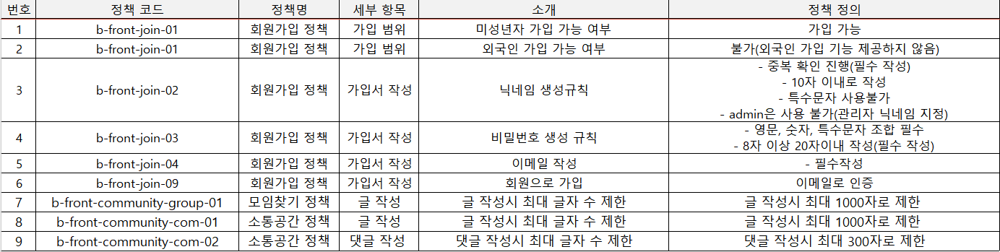 번호 정책 코드 정책명 세부 항목 소개 정책 정의
1 b-front-join-01 회원가입 정책 가입 범위 미성년자 가입 가능 여부 가입 가능
2 b-front-join-01 회원가입 정책 가입 범위 외국인 가입 가능 여부 불가(외국인 가입 기능 제공하지 않음)
3 b-front-join-02 회원가입 정책 가입서 작성 닉네임 생성규칙 - 중복 확인 진행(필수 작성)
- 10자 이내로 작성
- 특수문자 사용불가
- admin은 사용 불가(관리자 닉네임 지정)
4 b-front-join-03 회원가입 정책 가입서 작성 비밀번호 생성 규칙 - 영문, 숫자, 특수문자 조합 필수
- 8자 이상 20자이내 작성(필수 작성)
5 b-front-join-04 회원가입 정책 가입서 작성 이메일 작성 - 필수작성
6 b-front-join-09 회원가입 정책 가입서 작성 회원으로 가입 이메일로 인증
7 b-front-community-group-01 모임찾기 정책 글 작성 글 작성시 최대 글자 수 제한 글 작성시 최대 1000자로 제한
8 b-front-community-com-01 소통공간 정책 글 작성 글 작성시 최대 글자 수 제한 글 작성시 최대 1000자로 제한
9 b-front-community-com-02 소통공간 정책 댓글 작성 댓글 작성시 최대 글자 수 제한 댓글 작성시 최대 300자로 제한